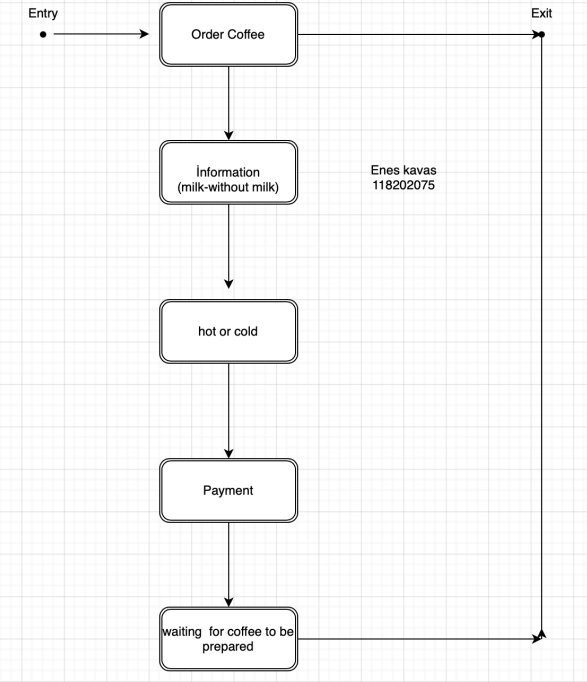 Entry
Exit
Order Coffee
İnformation
(milk-without milk)
Enes kavas
118202075
hot or cold
Payment
waiting  for coffee to be
prepared